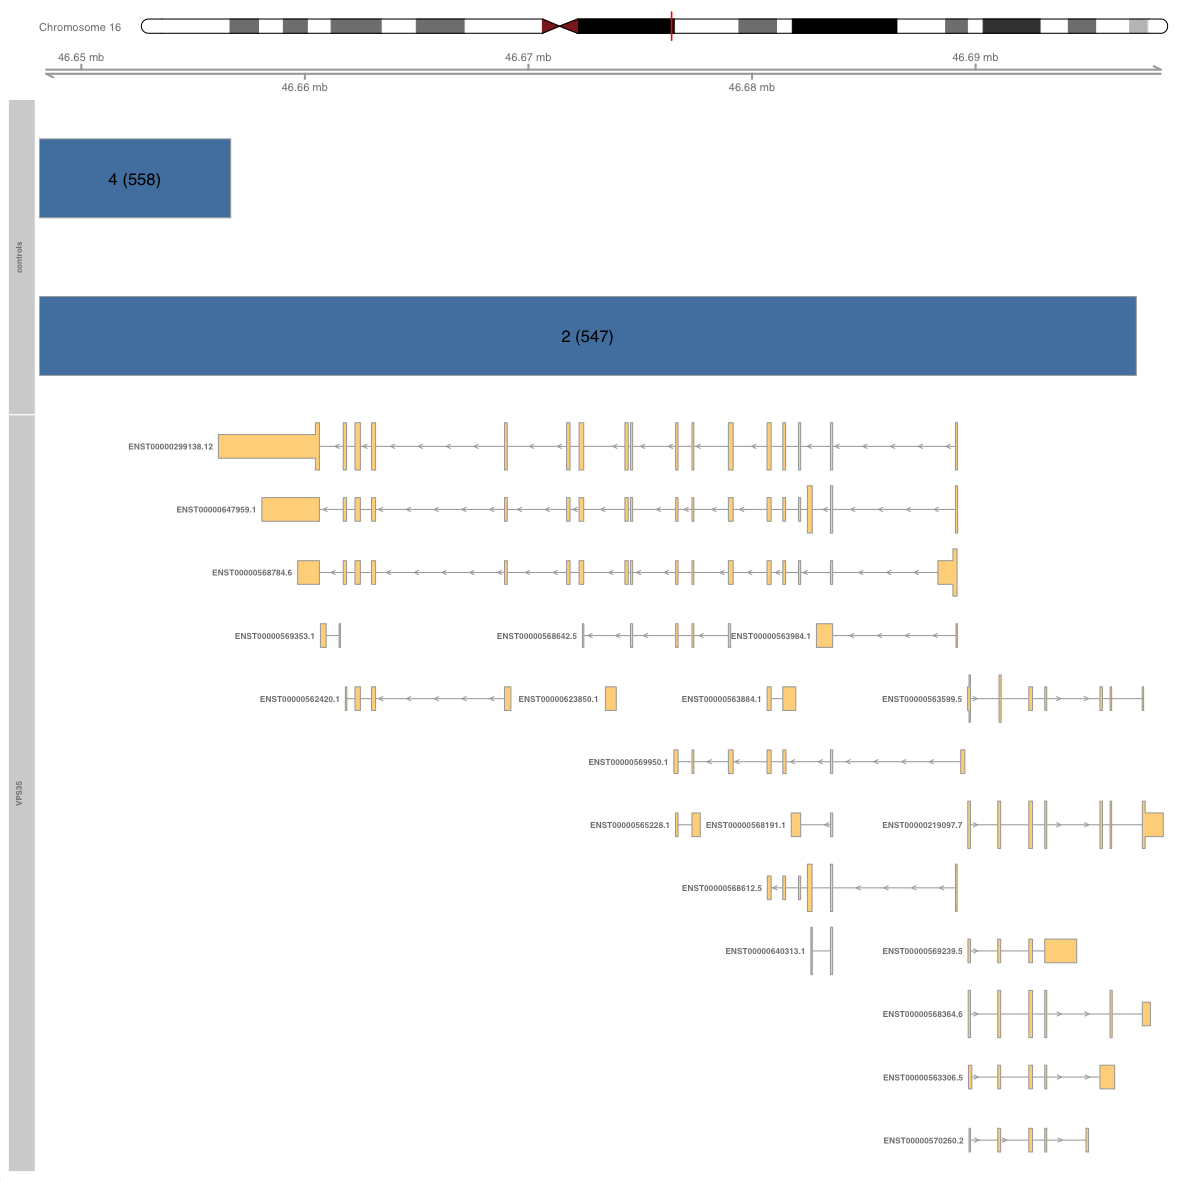 Chromosome 16
46.65 mb
46.67 mb
46.69 mb
46.66 mb
46.68 mb
controls
4 (558)
2 (547)
VPS35
ENST00000299138.12
ENST00000647959.1
ENST00000568784.6
ENST00000569353.1
ENST00000568642.5
ENST00000563984.1
ENST00000562420.1
ENST00000623850.1
ENST00000563884.1
ENST00000563599.5
ENST00000569950.1
ENST00000565228.1
ENST00000568191.1
ENST00000219097.7
ENST00000568612.5
ENST00000640313.1
ENST00000569239.5
ENST00000568364.6
ENST00000563306.5
ENST00000570260.2